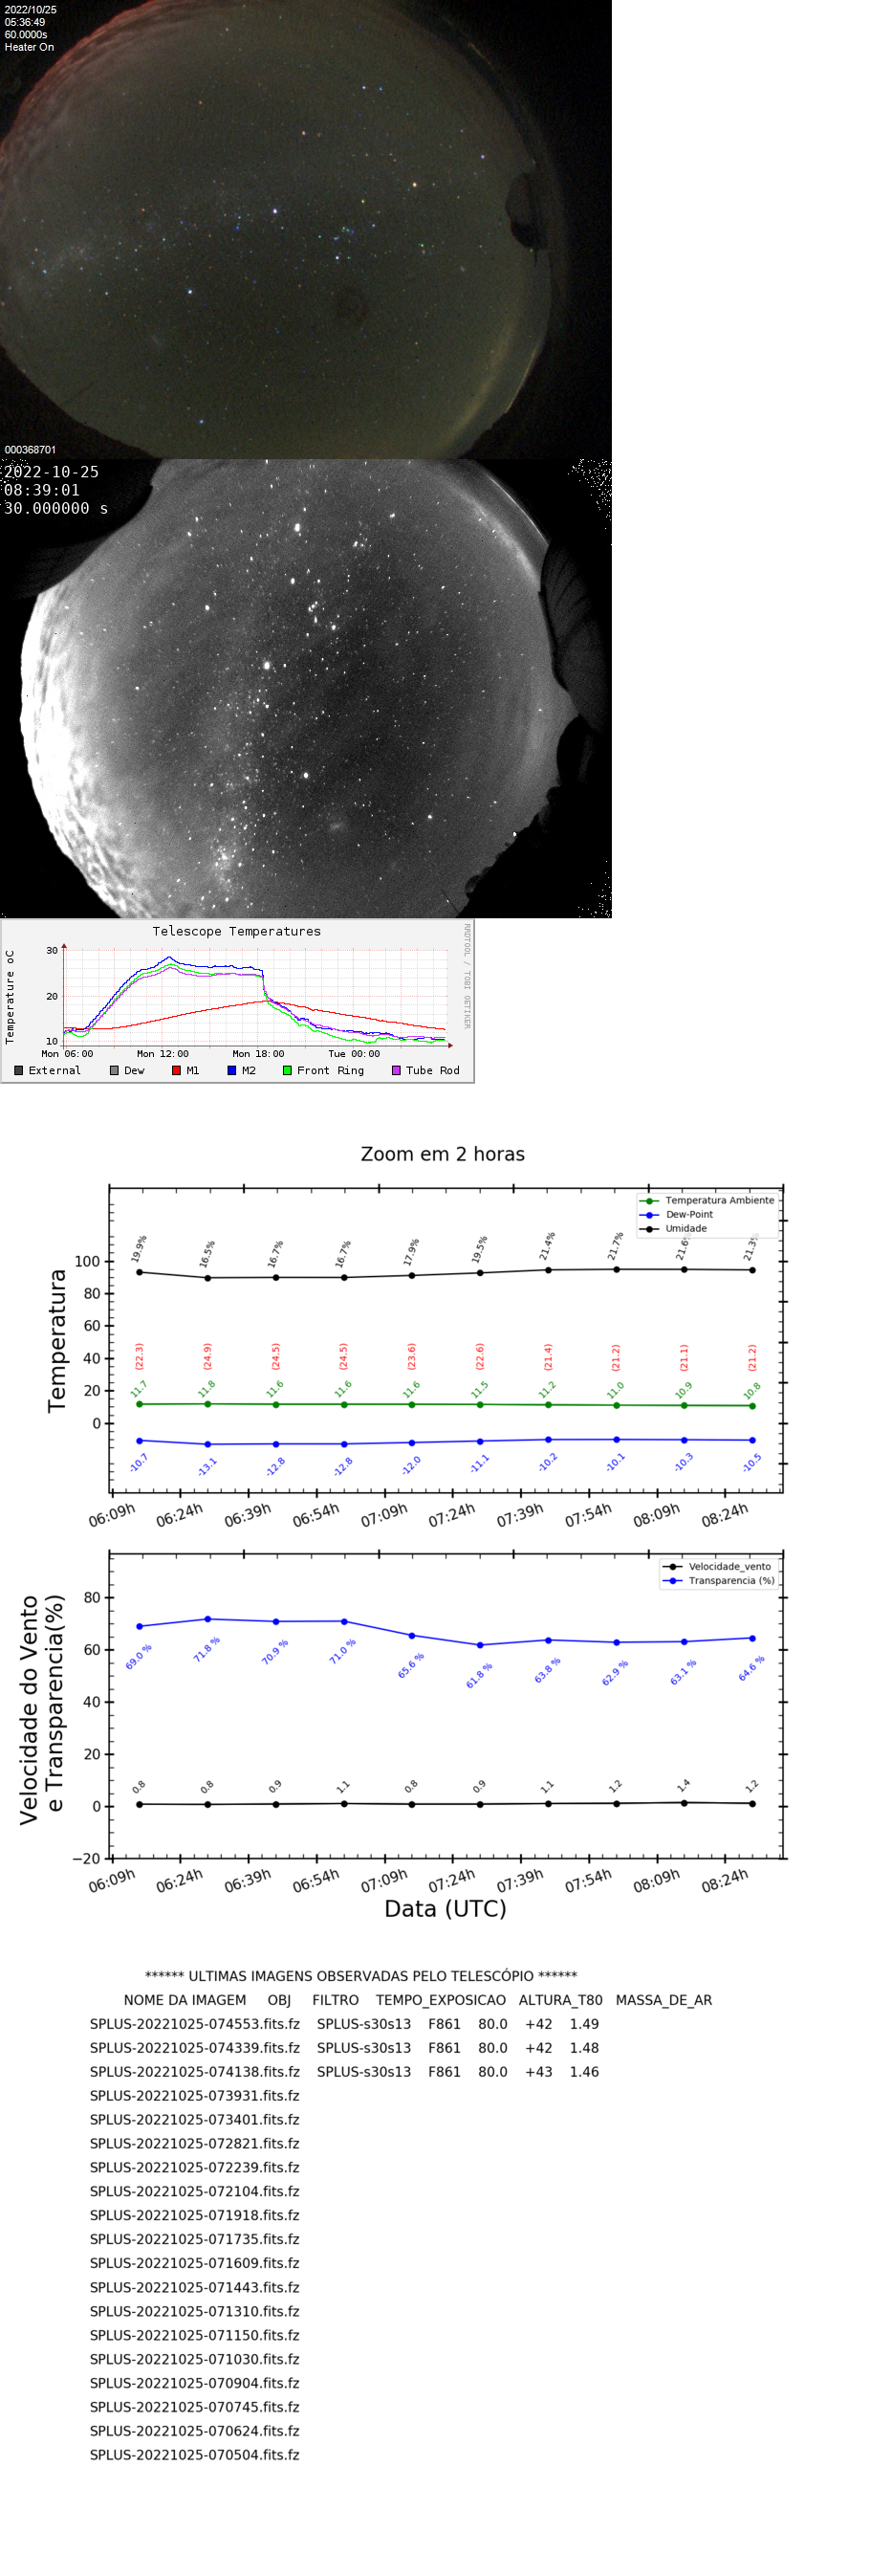 2022/10/25
05:36:49
60.0000s
Heater On
000368701
2022-10-25
08:39:01
30.000000 s
Telescope Temperatures
RRDTOOL / TOBI OETIKER
Temperature oC
30
20
10
Mon 06:00 Mon 12:00 Mon 18:00 Tue 00:00
External Dew M1 M2 Front Ring Tube Rod
Zoom em 2 horas
Temperatura Ambiente
Dew-Point
Umidade
Temperatura
100
80
60
40
20
0
19.9% 16.5% 16.7% 16.7% 17.9% 19.5% 21.4% 21.7% 21.6% 21.3%
(22.3) (24.9) (24.5) (24.5) (23.6) (22.6) (21.4) (21.2) (21.1) (21.2)
11.7 11.8 11.6 11.6 11.6 11.5 11.2 11.0 10.9 10.8
-10.7 -13.1 -12.8 -12.8 -12.0 -11.1 -10.2 -10.1 -10.3 -10.5
06:09h 06:24h 06:39h 06:54h 07:09h 07:24h 07:39h 07:54h 08:09h 08:24h
Velocidade_vento
Transparencia (%)
Velocidade do Vento
e Transparencia(%)
80
60
40
20
0
−20
69.0 % 71.8 % 70.9 % 71.0 % 65.6 % 61.8 % 63.8 % 62.9 % 63.1 % 64.6 %
0.8 0.8 0.9 1.1 0.8 0.9 1.1 1.2 1.4 1.2
06:09h 06:24h 06:39h 06:54h 07:09h 07:24h 07:39h 07:54h 08:09h 08:24h
Data (UTC)
****** ULTIMAS IMAGENS OBSERVADAS PELO TELESCÓPIO ******
NOME DA IMAGEM OBJ FILTRO TEMPO_EXPOSICAO ALTURA_T80 MASSA_DE_AR
SPLUS-20221025-074553.fits.fz SPLUS-s30s13 F861 80.0 +42 1.49
SPLUS-20221025-074339.fits.fz SPLUS-s30s13 F861 80.0 +42 1.48
SPLUS-20221025-074138.fits.fz SPLUS-s30s13 F861 80.0 +43 1.46
SPLUS-20221025-073931.fits.fz
SPLUS-20221025-073401.fits.fz
SPLUS-20221025-072821.fits.fz
SPLUS-20221025-072239.fits.fz
SPLUS-20221025-072104.fits.fz
SPLUS-20221025-071918.fits.fz
SPLUS-20221025-071735.fits.fz
SPLUS-20221025-071609.fits.fz
SPLUS-20221025-071443.fits.fz
SPLUS-20221025-071310.fits.fz
SPLUS-20221025-071150.fits.fz
SPLUS-20221025-071030.fits.fz
SPLUS-20221025-070904.fits.fz
SPLUS-20221025-070745.fits.fz
SPLUS-20221025-070624.fits.fz
SPLUS-20221025-070504.fits.fz